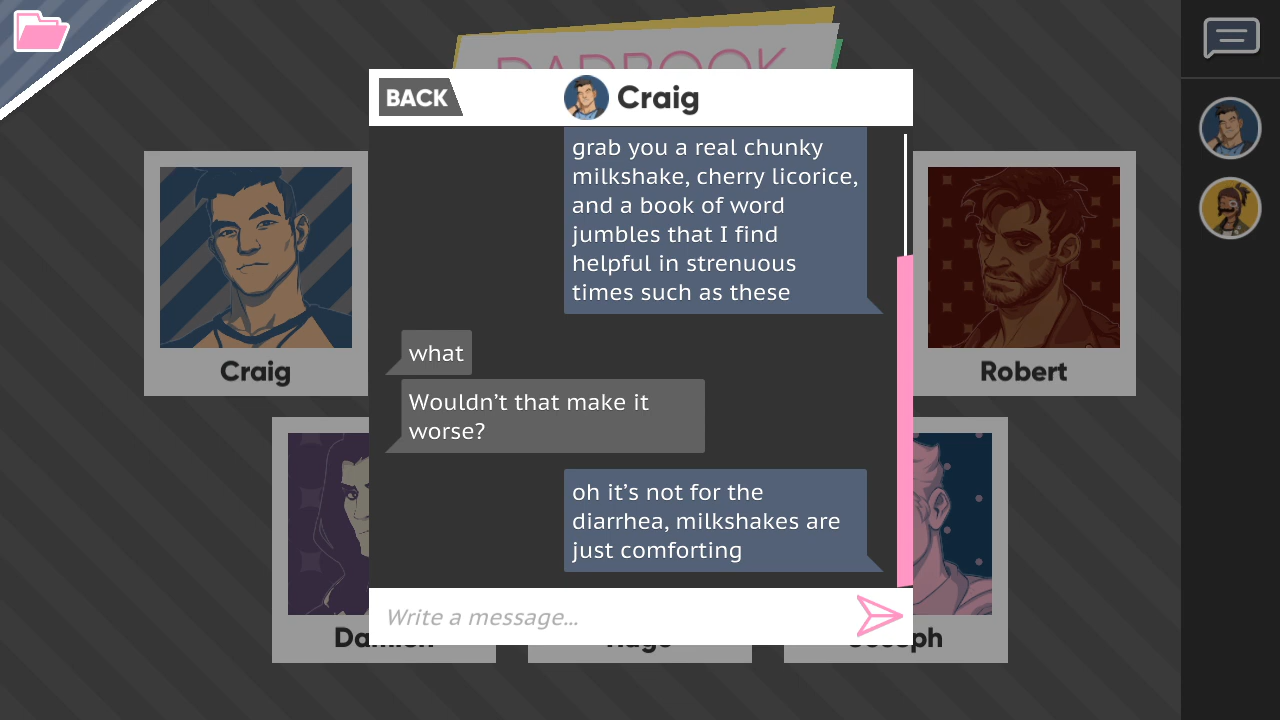 DADBOOK
BACK
Craig
grab you a real chunky
milkshake, cherry licorice,
and a book of word
jumbles that I find
helpful in strenuous
times such as these
what
Wouldn’t that make it
worse?
oh it’s not for the
diarrhea, milkshakes are
just comforting
Write a message...
Craig
Robert
Damien
Hugo
Joseph